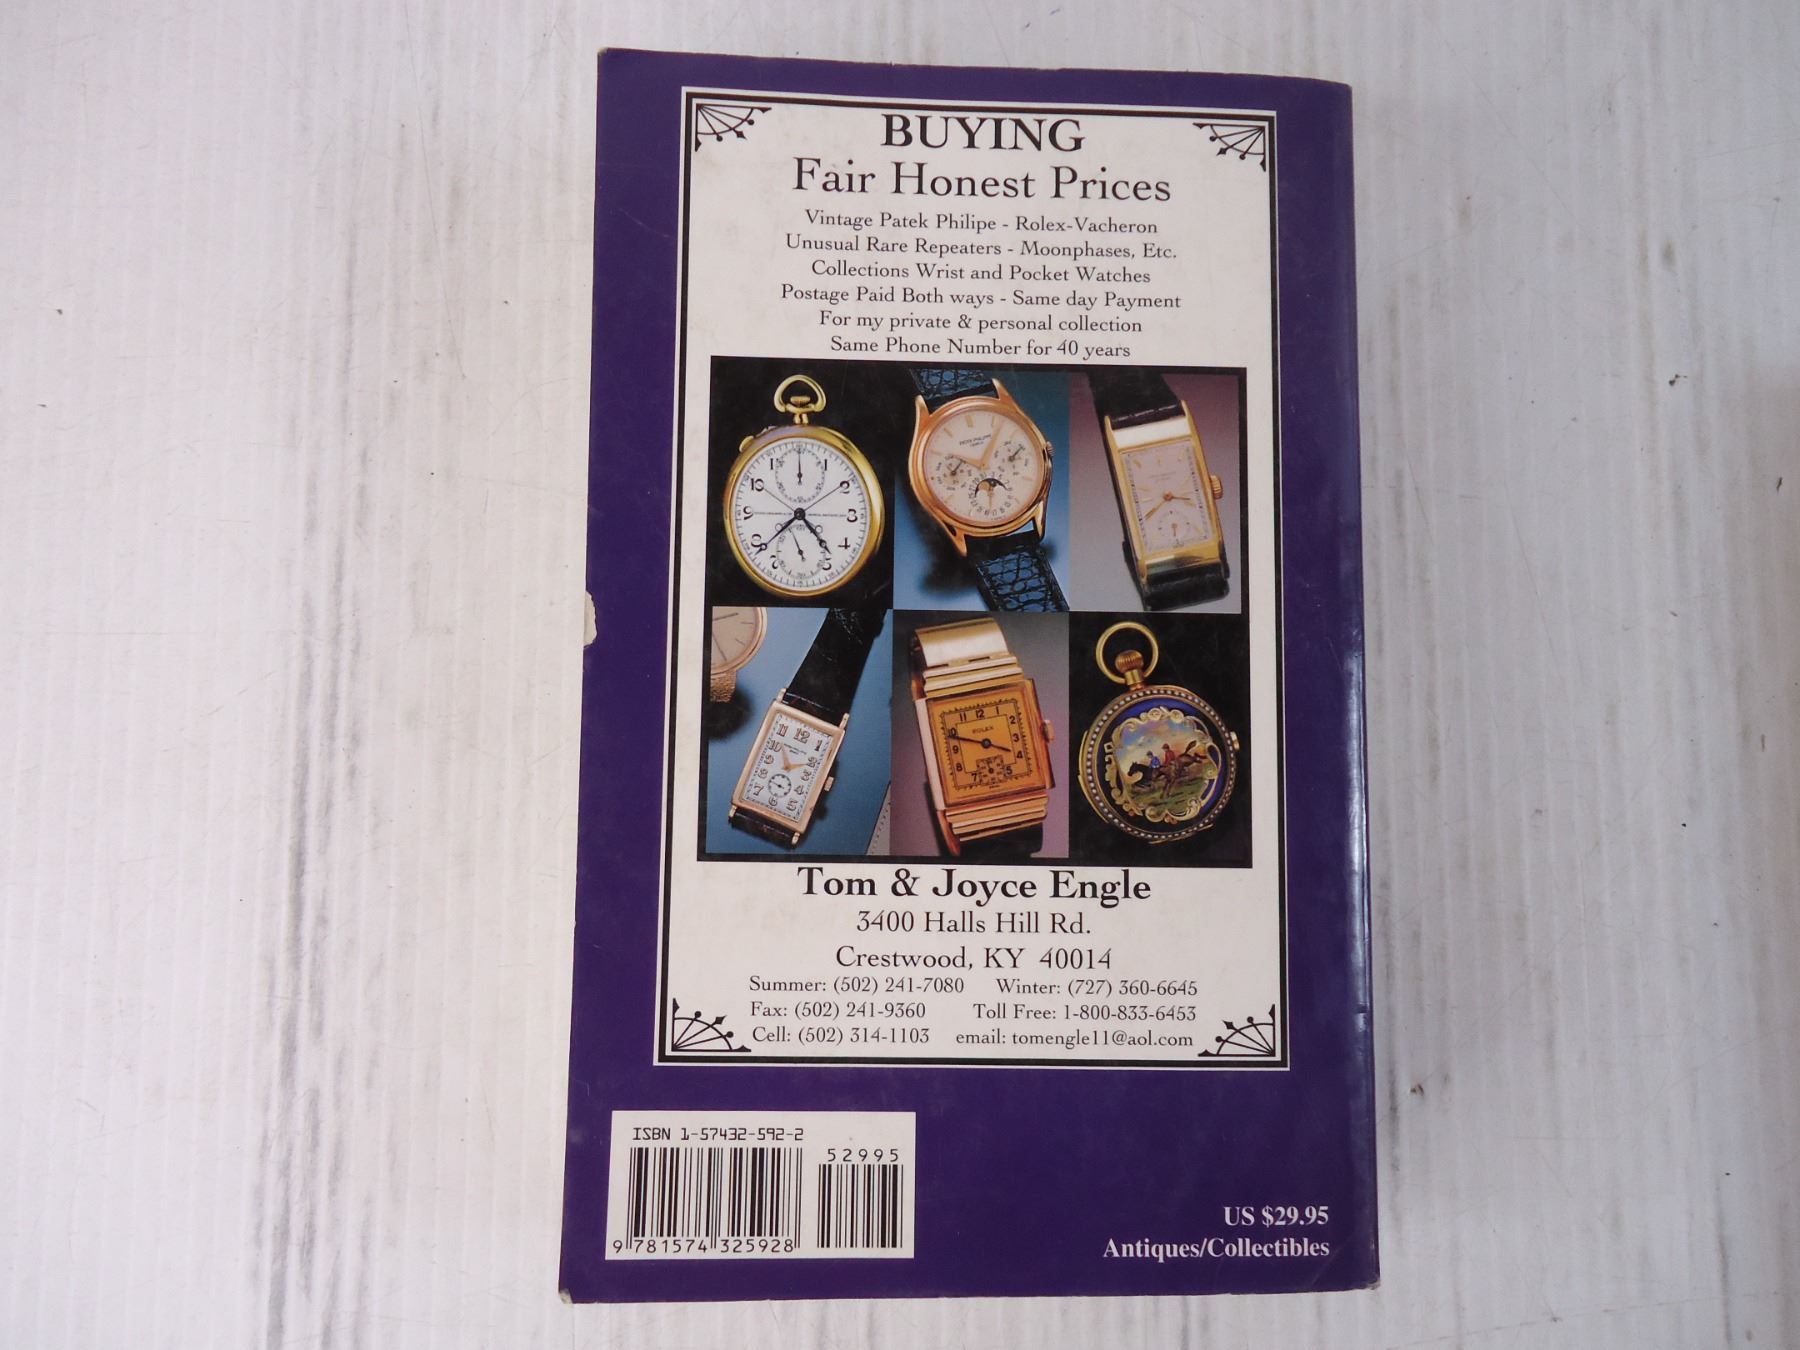 BUYING
Fair Honest Prices
Vintage Patek Philipe - Rolex-Vacheron
Unusual Rare Repeaters - Moonphases, Etc.
Collections Wrist and Pocket Watches
Postage Paid Both ways - Same day Payment
For my private & personal collection
Same Phone Number for 40 years
PATEK PHILIPPE
GENEVE
ROLEX
Tom & Joyce Engle
3400 Halls Hill Rd.
Crestwood, KY 40014
Summer: (502) 241-7080 Winter: (727) 360-6645
Fax: (502) 241-9360 Toll Free: 1-800-833-6453
Cell: (502) 314-1103 email: tomengle11@aol.com
ISBN 1-57432-592-2
52995
9 781574 325928
US $29.95
Antiques/Collectibles